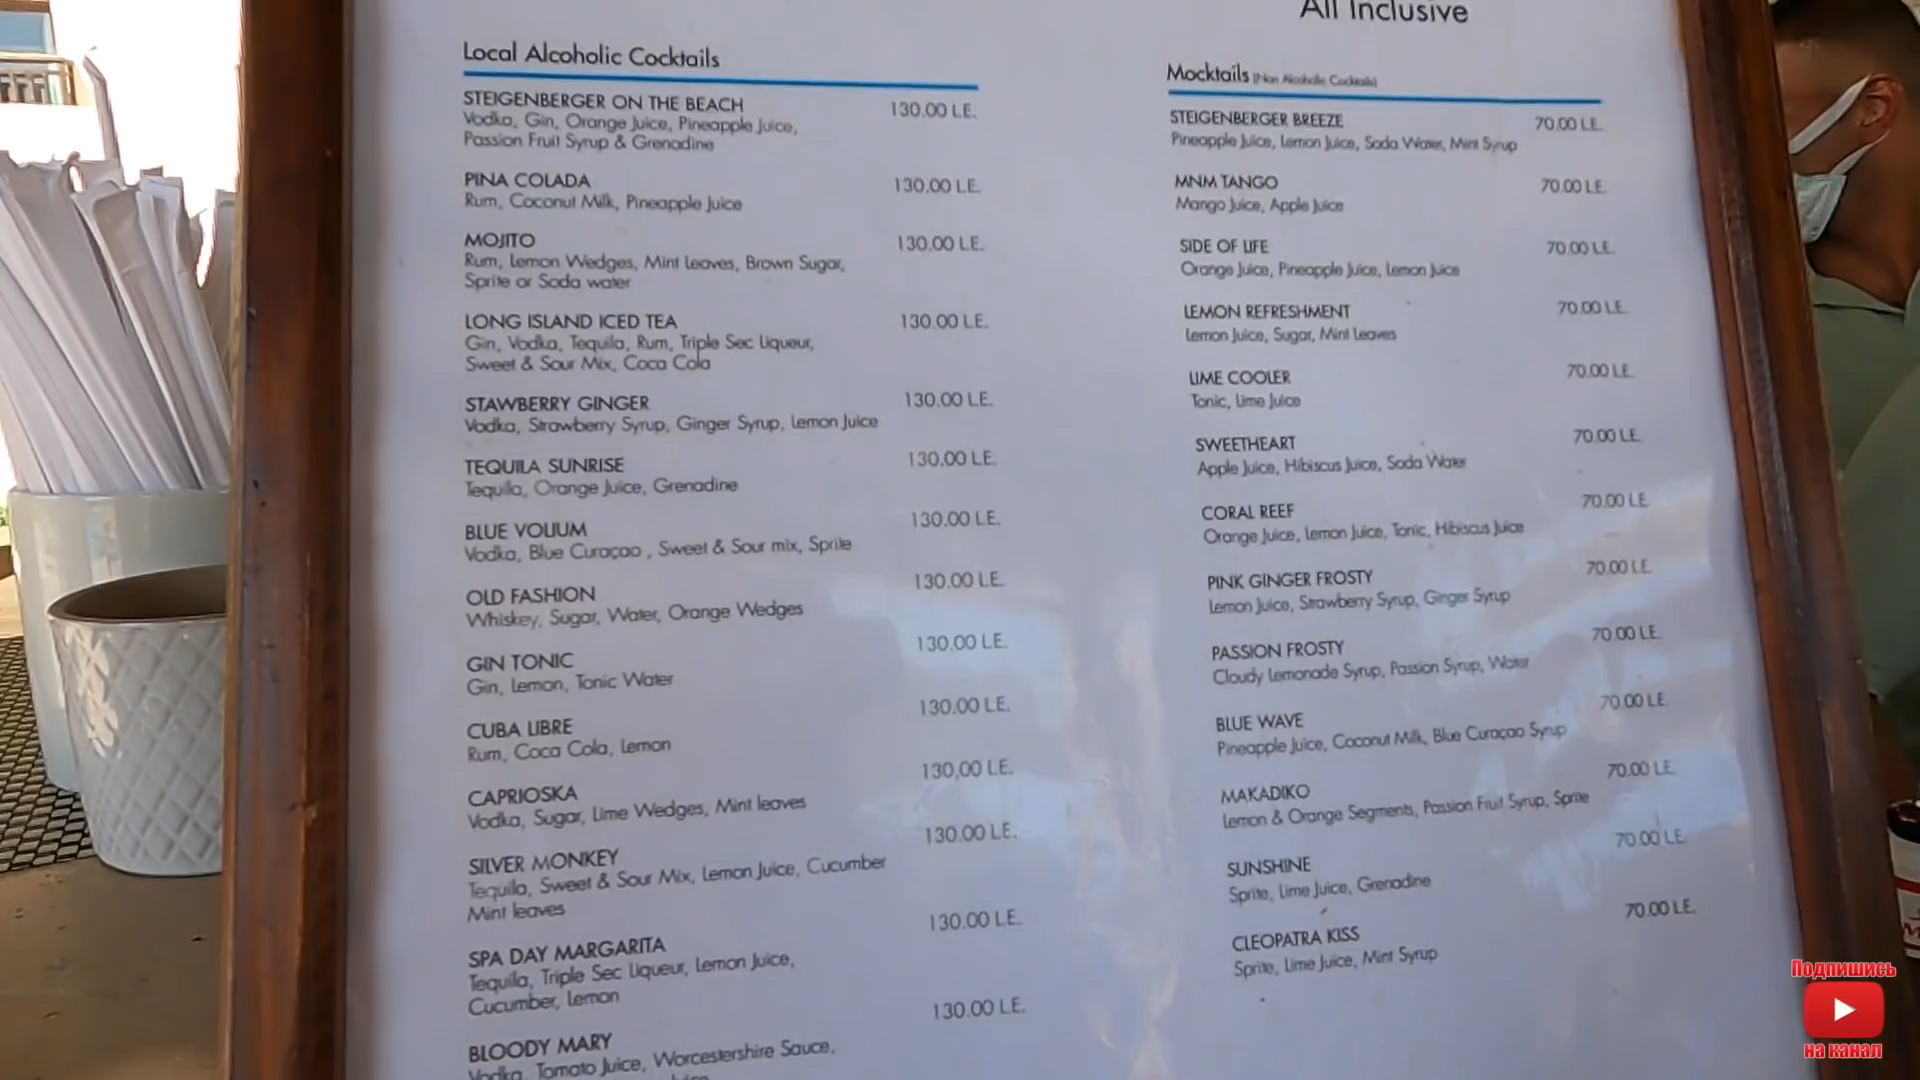 All Inclusive
Local Alcoholic Cocktails
STEIGENBERGER ON THE BEACH 130.00 L.E.
Vodka, Gin, Orange Juice, Pineapple Juice,
Passion Fruit Syrup & Grenadine
PINA COLADA 130.00 L.E.
Rum, Coconut Milk, Pineapple Juice
MOJITO 130.00 L.E.
Rum, Lemon Wedges, Mint Leaves, Brown Sugar,
Sprite or Soda water
LONG ISLAND ICED TEA 130.00 L.E.
Gin, Vodka, Tequila, Rum, Triple Sec Liqueur,
Sweet & Sour Mix, Coca Cola
STAWBERRY GINGER 130.00 L.E.
Vodka, Strawberry Syrup, Ginger Syrup, Lemon Juice
TEQUILA SUNRISE 130.00 L.E.
Tequila, Orange Juice, Grenadine
BLUE VOLIUM 130.00 L.E.
Vodka, Blue Curaçao , Sweet & Sour mix, Sprite
OLD FASHION 130.00 L.E.
Whiskey, Sugar, Water, Orange Wedges
GIN TONIC 130.00 L.E.
Gin, Lemon, Tonic Water
CUBA LIBRE 130.00 L.E.
Rum, Coca Cola, Lemon
CAPRIOSKA 130,00 L.E.
Vodka, Sugar, Lime Wedges, Mint leaves
SILVER MONKEY 130.00 L.E.
Tequila, Sweet & Sour Mix, Lemon Juice, Cucumber
Mint leaves
SPA DAY MARGARITA 130.00 L.E.
Tequila, Triple Sec Liqueur, Lemon Juice,
Cucumber, Lemon
BLOODY MARY 130.00 L.E.
Vodka, Tomato Juice, Worcestershire Sauce,
Mocktails (Non Alcoholic Cocktails)
STEIGENBERGER BREEZE 70.00 L.E.
Pineapple Juice, Lemon Juice, Soda Water, Mint Syrup
MNM TANGO 70.00 L.E.
Mango Juice, Apple Juice
SIDE OF LIFE 70.00 L.E.
Orange Juice, Pineapple Juice, Lemon Juice
LEMON REFRESHMENT 70.00 L.E.
Lemon Juice, Sugar, Mint Leaves
LIME COOLER 70.00 L.E.
Tonic, Lime Juice
SWEETHEART 70.00 L.E.
Apple Juice, Hibiscus Juice, Soda Water
CORAL REEF 70.00 L.E.
Orange Juice, Lemon Juice, Tonic, Hibiscus Juice
PINK GINGER FROSTY 70.00 L.E.
Lemon Juice, Strawberry Syrup, Ginger Syrup
PASSION FROSTY 70.00 L.E.
Cloudy Lemonade Syrup, Passion Syrup, Water
BLUE WAVE 70.00 L.E.
Pineapple Juice, Coconut Milk, Blue Curaçao Syrup
MAKADIKO 70.00 L.E.
Lemon & Orange Segments, Passion Fruit Syrup, Sprite
SUNSHINE 70.00 L.E.
Sprite, Lime Juice, Grenadine
CLEOPATRA KISS 70.00 L.E.
Sprite, Lime Juice, Mint Syrup
Подпишись
на канал